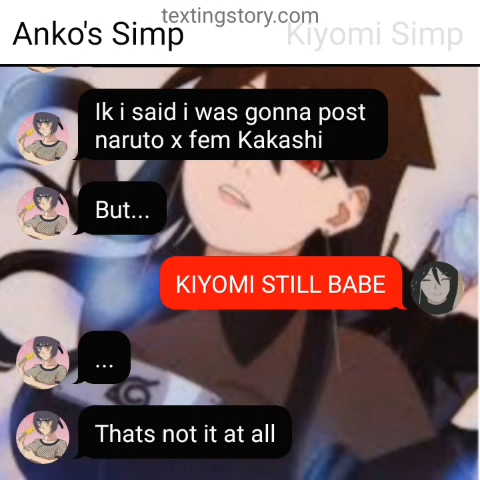 textingstory.com
Anko's Simp
Kiyomi Simp
Ik i said i was gonna post
naruto x fem Kakashi
But...
KIYOMI STILL BABE
...
Thats not it at all